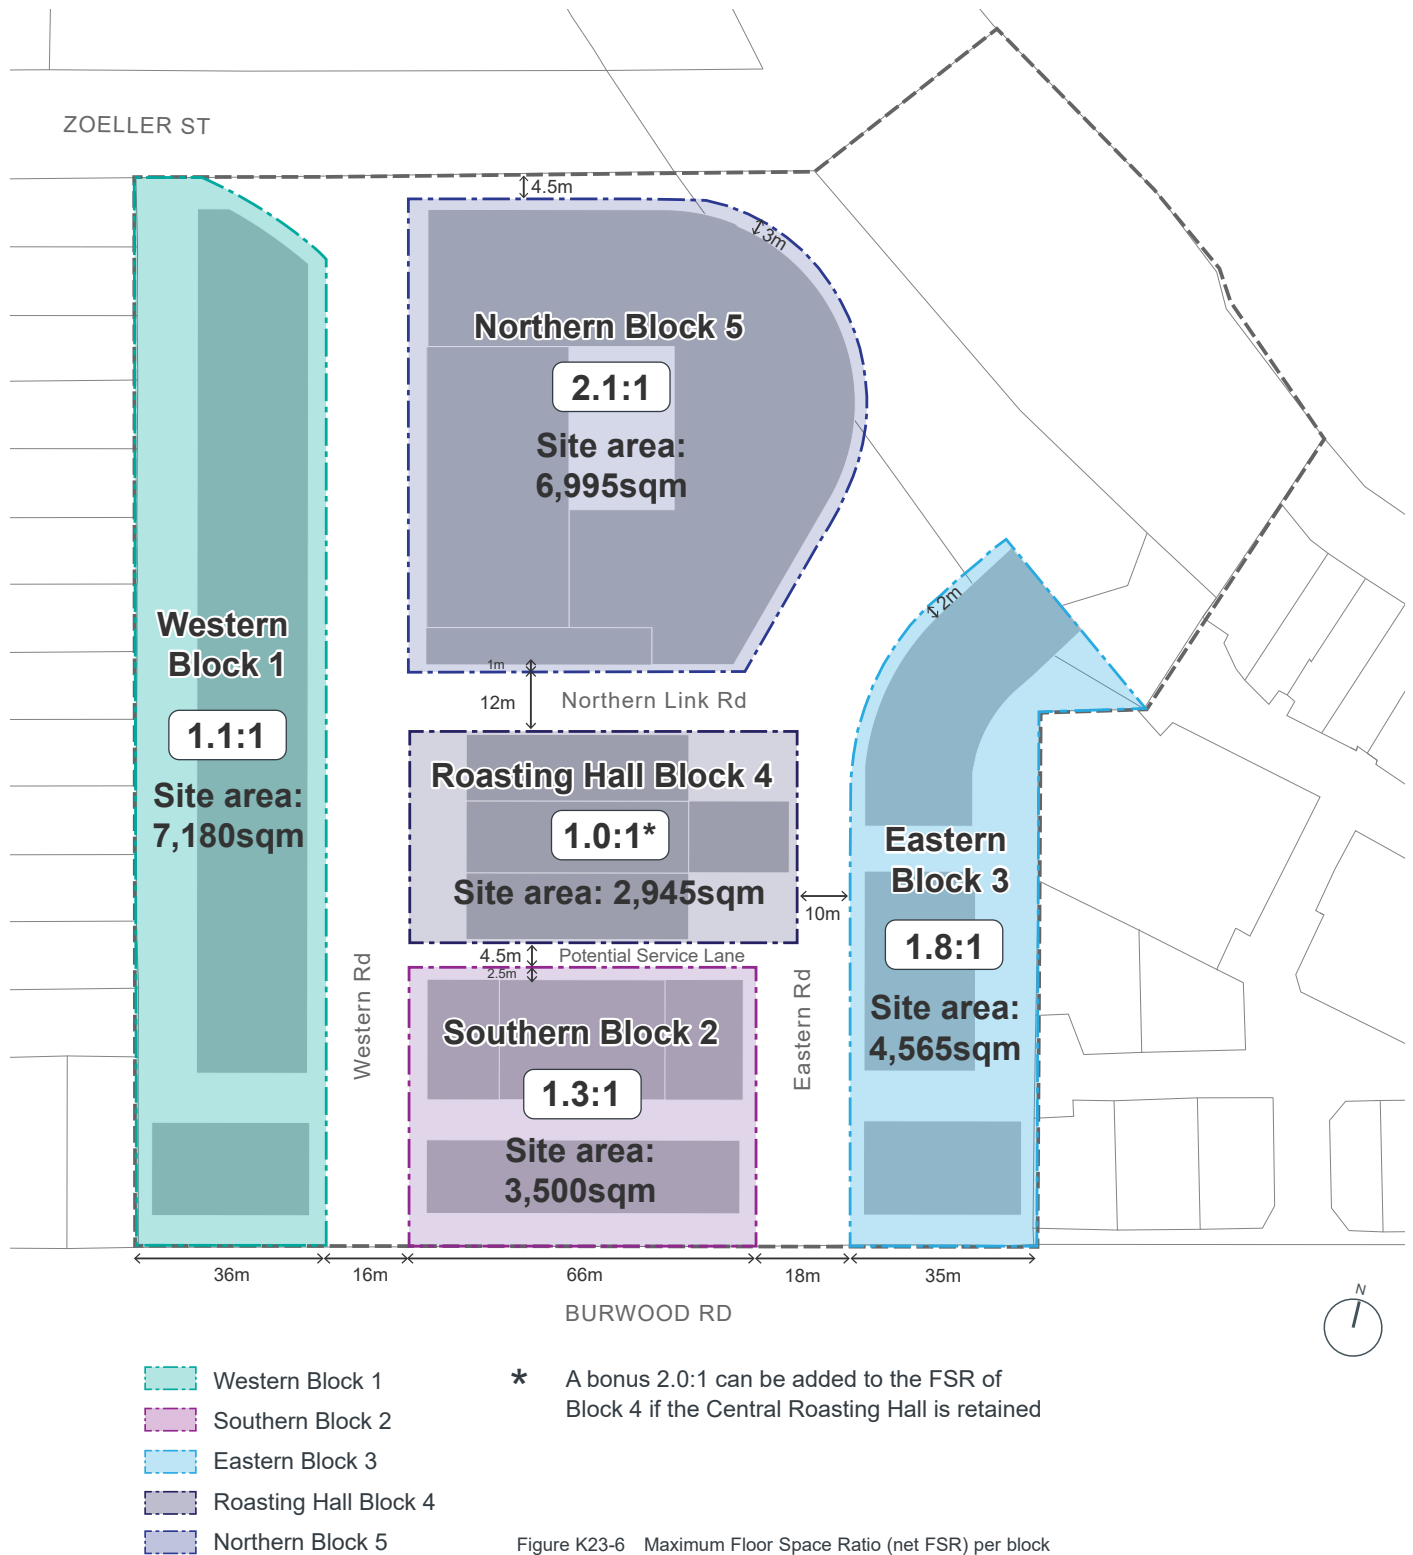 ZOELLER ST
4.5m
3m
Northern Block 5
2.1:1
Site area:
6,995sqm
2m
Western
Block 1
1.1:1
Site area:
7,180sqm
1m
12m
Northern Link Rd
Roasting Hall Block 4
1.0:1*
Site area: 2,945sqm
10m
Eastern
Block 3
1.8:1
Site area:
4,565sqm
4.5m
Potential Service Lane
2.5m
Western Rd
Southern Block 2
1.3:1
Site area:
3,500sqm
Eastern Rd
36m
16m
66m
18m
35m
BURWOOD RD
N
Western Block 1
Southern Block 2
Eastern Block 3
Roasting Hall Block 4
Northern Block 5
* A bonus 2.0:1 can be added to the FSR of
Block 4 if the Central Roasting Hall is retained
Figure K23-6 Maximum Floor Space Ratio (net FSR) per block